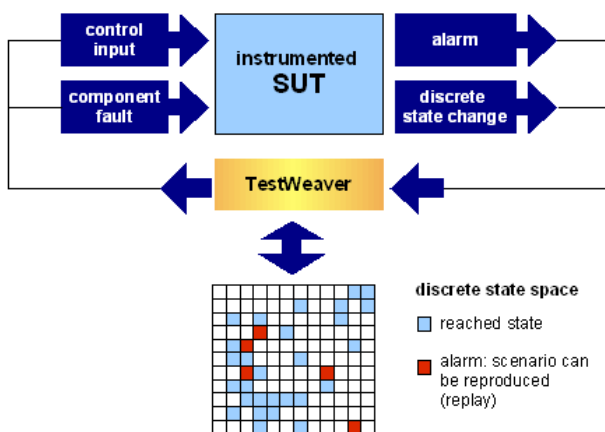 control
input
component
fault
instrumented
SUT
alarm
discrete
state change
TestWeaver
discrete state space
reached state
alarm: scenario can
be reproduced
(replay)